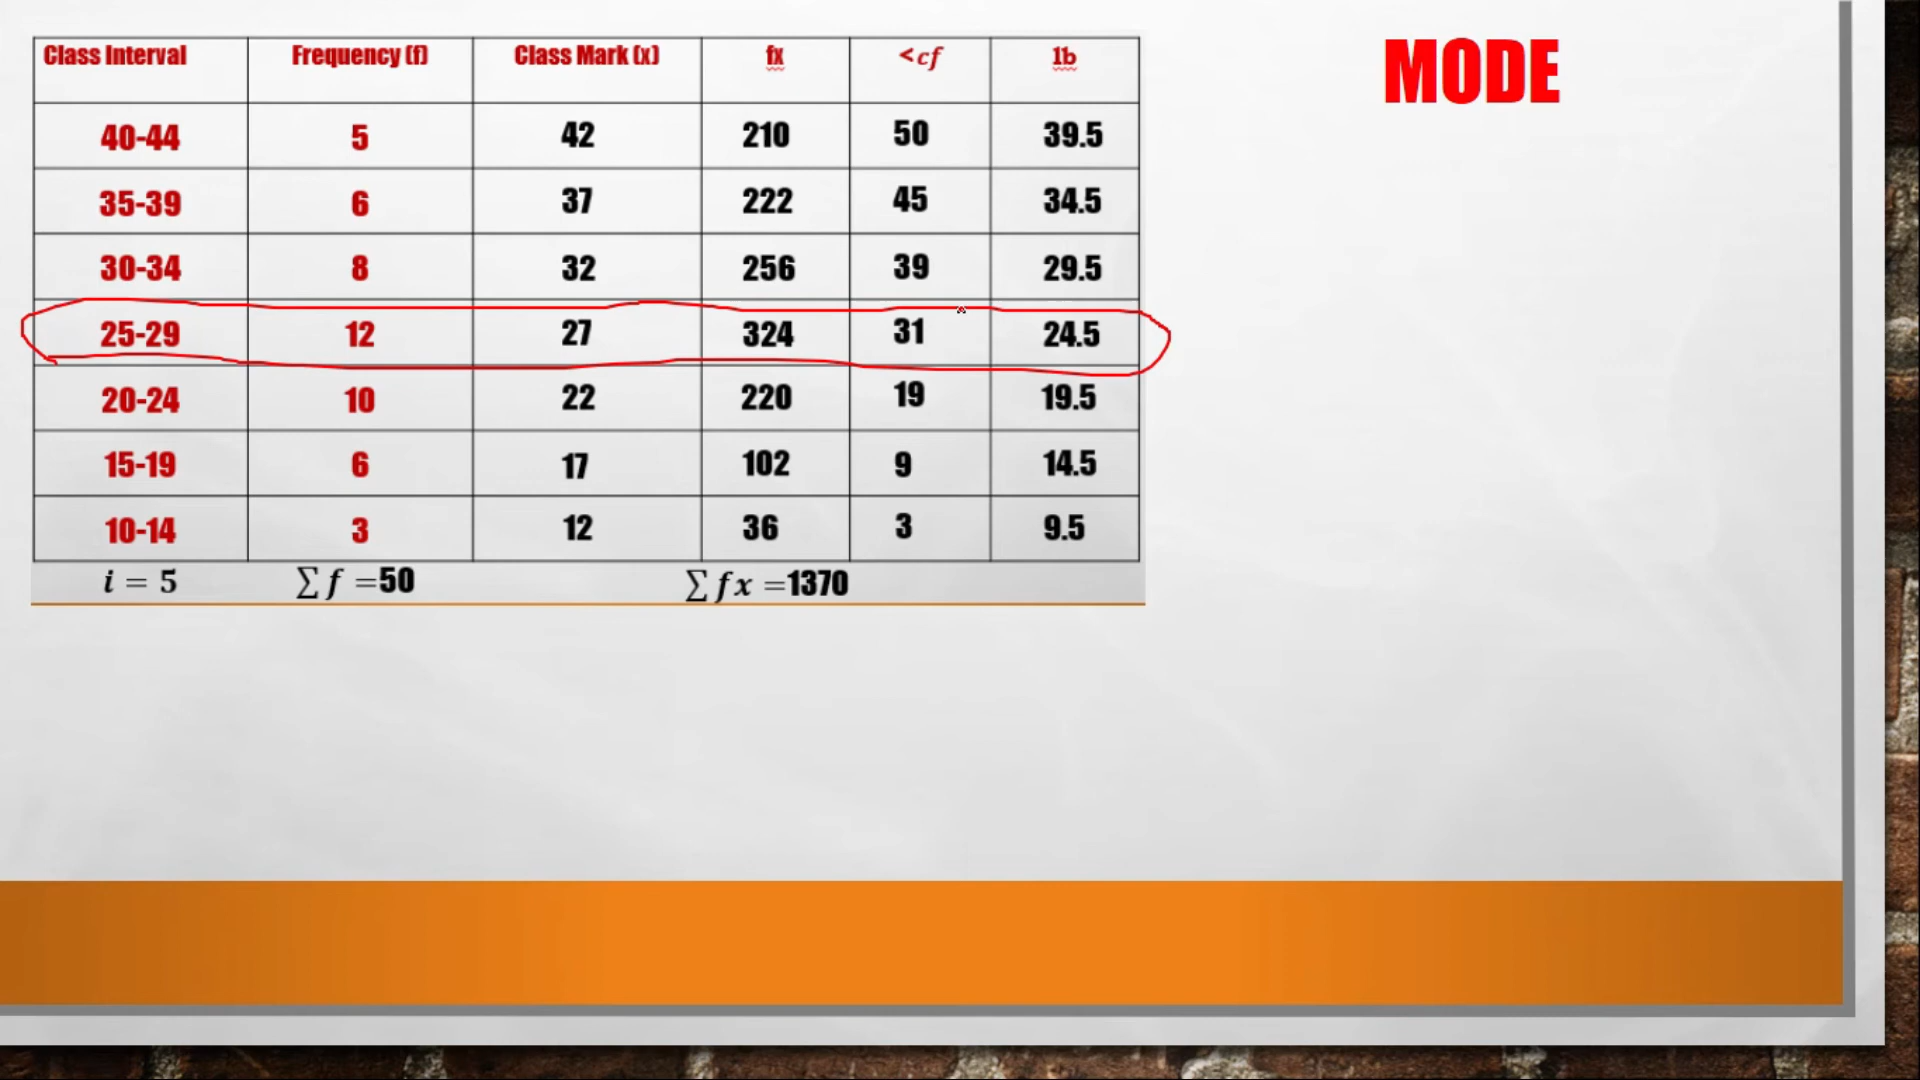 MODE
Class Interval Frequency (f) Class Mark (x) fx <cf lb
40-44 5 42 210 50 39.5
35-39 6 37 222 45 34.5
30-34 8 32 256 39 29.5
25-29 12 27 324 31 24.5
20-24 10 22 220 19 19.5
15-19 6 17 102 9 14.5
10-14 3 12 36 3 9.5
i = 5 ∑ f =50 ∑ fx =1370